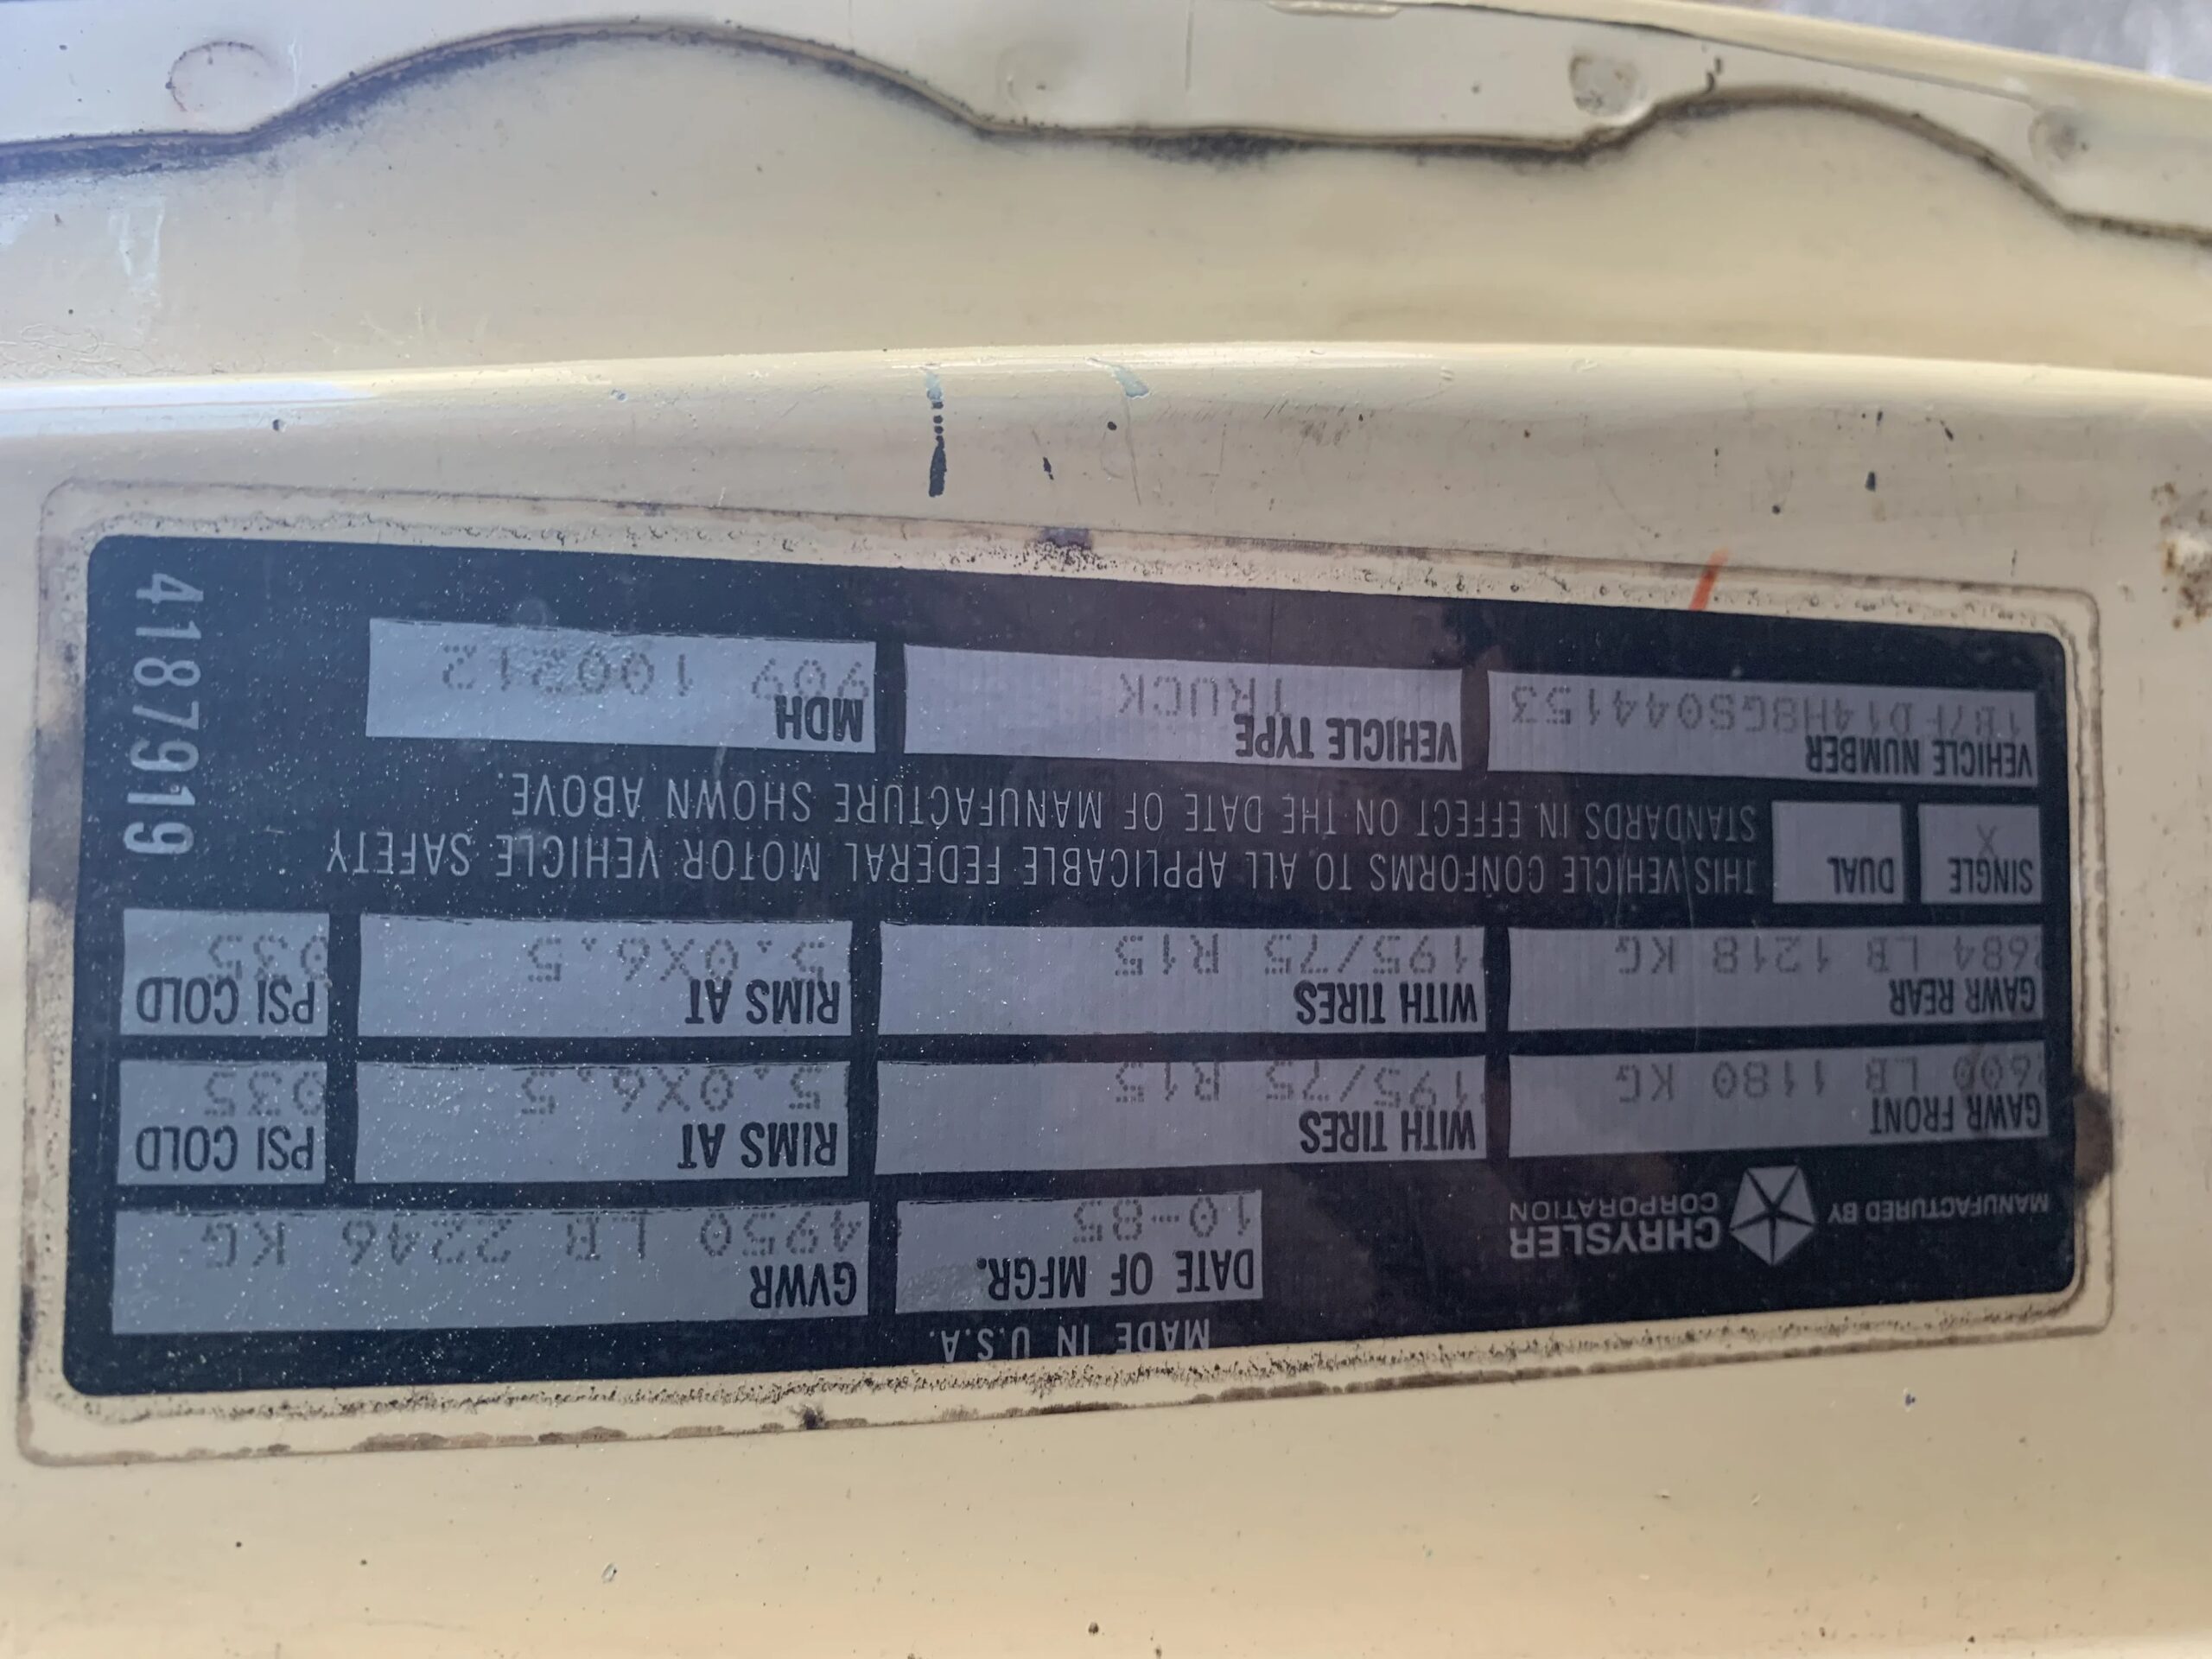 MADE IN U.S.A.
MANUFACTURED BY CHRYSLER CORPORATION
DATE OF MFGR. 10-85
GVWR 4950 LB 2246 KG
GAWR FRONT 2600 LB 1180 KG
WITH TIRES 195/75 R15
RIMS AT 5.0X6.5
PSI COLD 035
GAWR REAR 2684 LB 1218 KG
WITH TIRES 195/75 R15
RIMS AT 5.0X6.5
PSI COLD 035
SINGLE X
DUAL
THIS VEHICLE CONFORMS TO ALL APPLICABLE FEDERAL MOTOR VEHICLE SAFETY
STANDARDS IN EFFECT ON THE DATE OF MANUFACTURE SHOWN ABOVE.
VEHICLE NUMBER 1B7FD14H8GS044153
VEHICLE TYPE TRUCK
MDH 100212
4187919